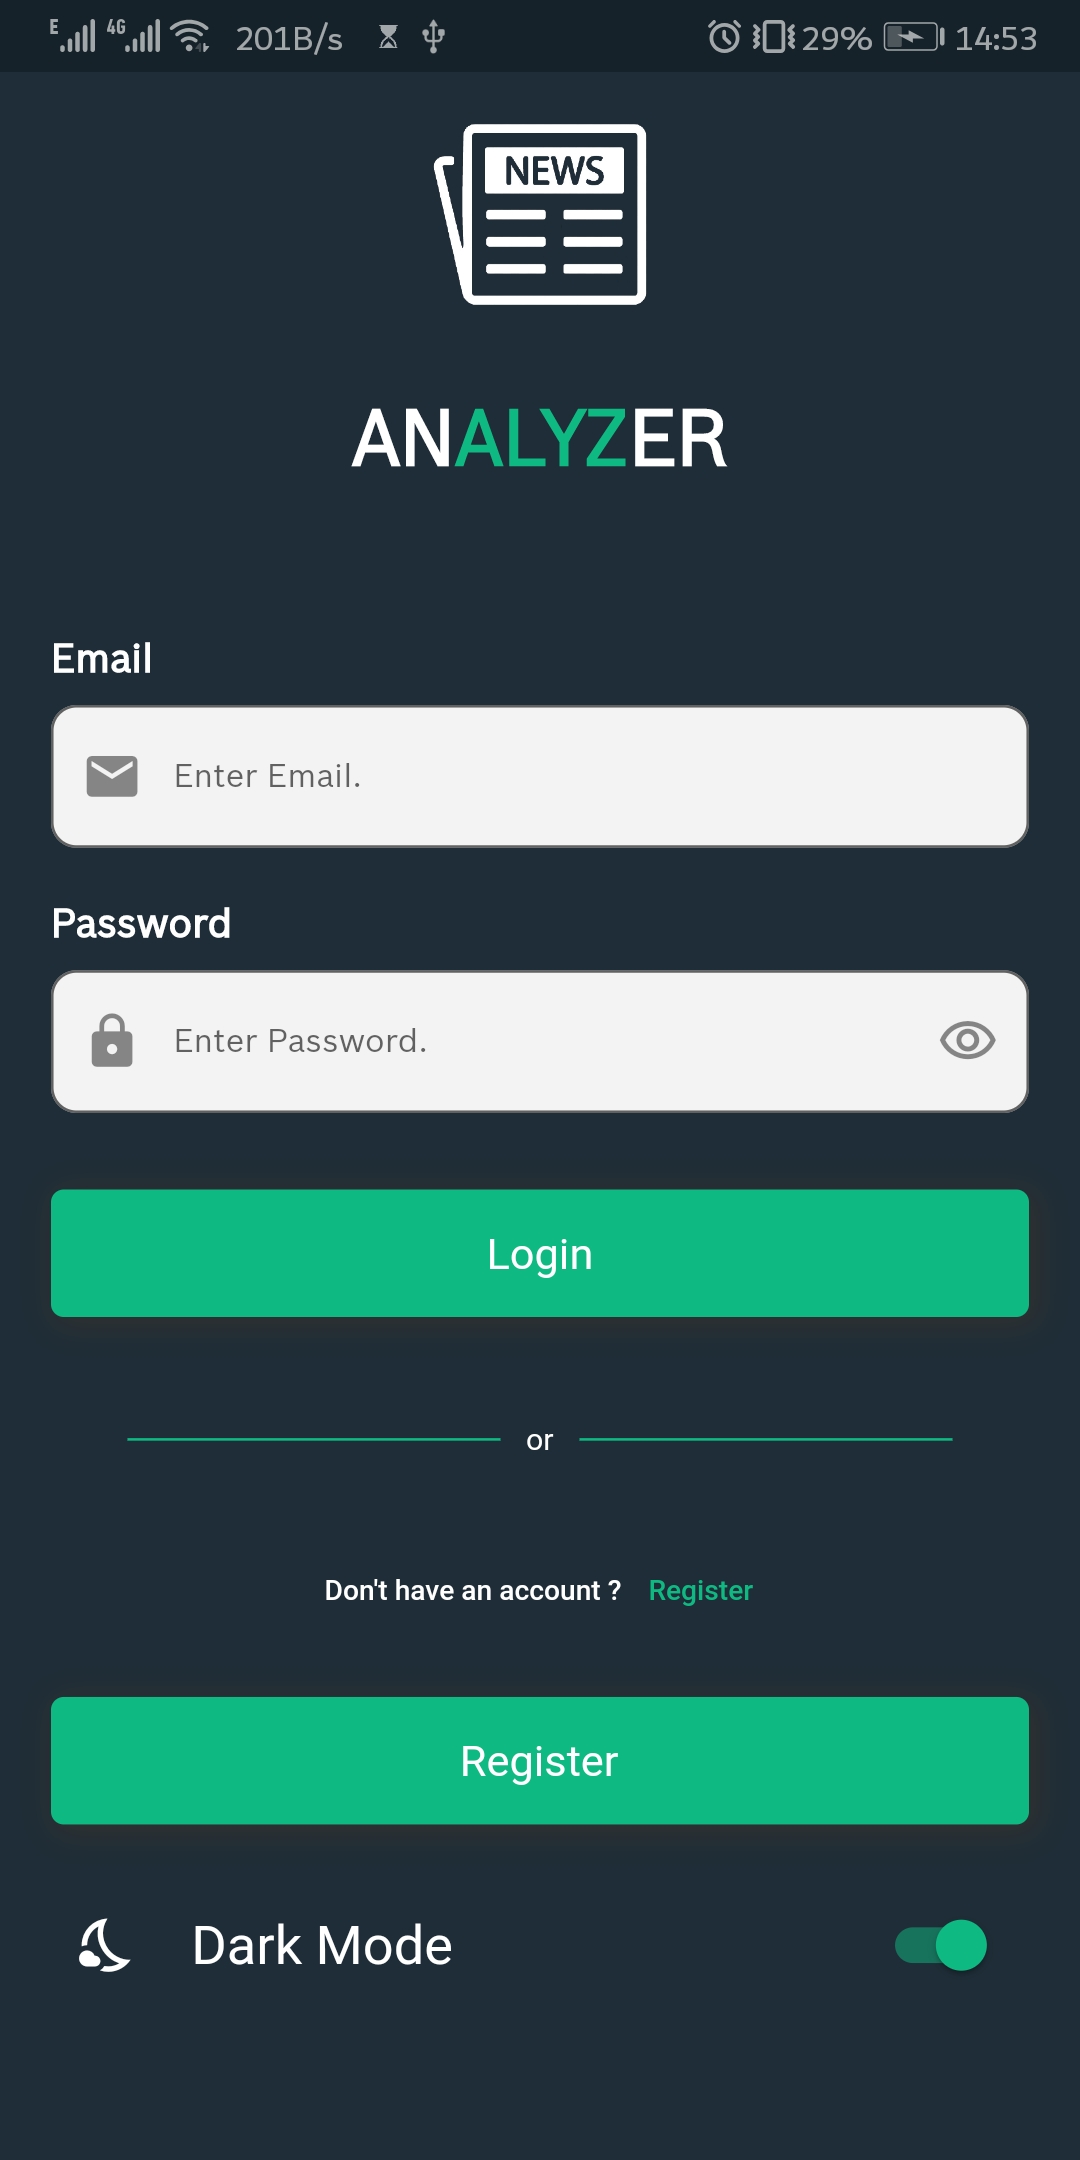 E 4G 201B/s 29% 14:53
NEWS
ANALYZER
Email
Enter Email.
Password
Enter Password.
Login
or
Don't have an account ? Register
Register
Dark Mode